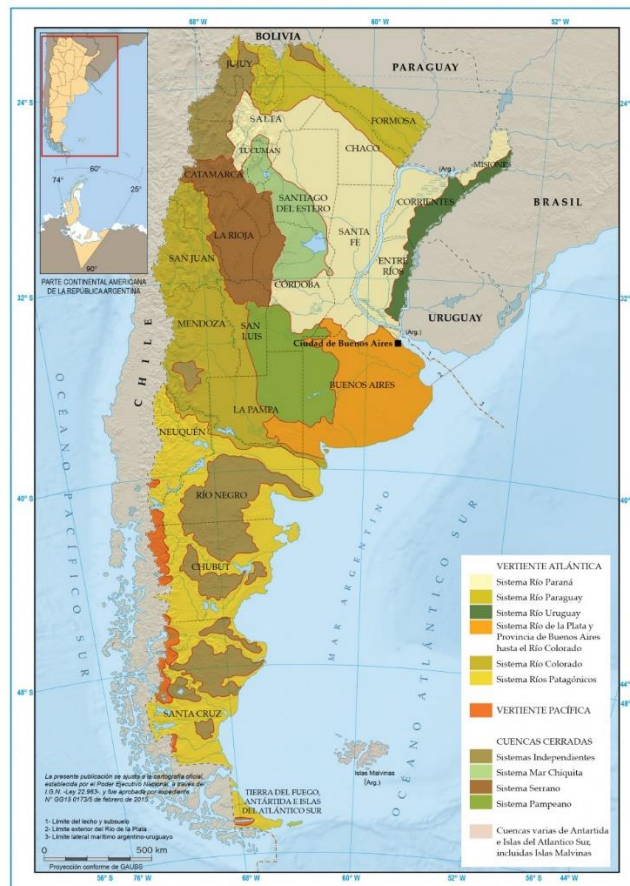 68° W
BOLIVIA
60° W
52° W
PARAGUAY
JUJUY
24° S
SALTA
FORMOSA
24° S
TUCUMÁN
CHACO
(Arg.)
MISIONES
60°
74°
25°
CATAMARCA
SANTIAGO
DEL ESTERO
CORRIENTES
BRASIL
LA RIOJA
SANTA
FE
90°
SAN JUAN
ENTRE
RÍOS
PARTE CONTINENTAL AMERICANA
DE LA REPÚBLICA ARGENTINA
CÓRDOBA
32° S
32° S
URUGUAY
MENDOZA
SAN
LUIS
(Arg.)
Ciudad de Buenos Aires
CHILE
BUENOS AIRES
LA PAMPA
NEUQUÉN
OCÉANO PACÍFICO SUR
40° S
40° S
RÍO NEGRO
MAR ARGENTINO
OCÉANO ATLÁNTICO SUR
CHUBUT
VERTIENTE ATLÁNTICA
Sistema Río Paraná
Sistema Río Paraguay
Sistema Río Uruguay
Sistema Río de la Plata y
Provincia de Buenos Aires
hasta el Río Colorado
Sistema Río Colorado
Sistema Ríos Patagónicos
48° S
44° S
48° S
VERTIENTE PACÍFICA
SANTA CRUZ
CUENCAS CERRADAS
Sistemas Independientes
Sistema Mar Chiquita
Sistema Serrano
Sistema Pampeano
Cuencas varias de Antartida
e Islas del Atlantico Sur,
incluidas Islas Malvinas
Islas Malvinas
(Arg.)
La presente publicación se ajusta a la cartografía oficial,
establecida por el Poder Ejecutivo Nacional, a través del
I.G.N. -Ley 22.963-, y fue aprobada por expediente
N° GG15 0173/5 de febrero de 2015
TIERRA DEL FUEGO,
ANTÁRTIDA E ISLAS
DEL ATLÁNTICO SUR
1- Límite del lecho y subsuelo
2- Límite exterior del Río de la Plata
3- Límite lateral marítimo argentino-uruguayo
0 500 km
Proyección conforme de GAUSS
56° S
76° W
68° W
60° W
56° S